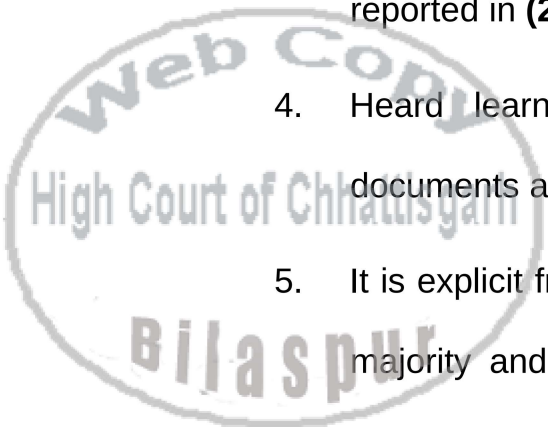 reported in (2
Web Copy
4. Heard learn
High Court of Chhattisgarh
documents a
5. It is explicit fr
Bilaspur
majority and